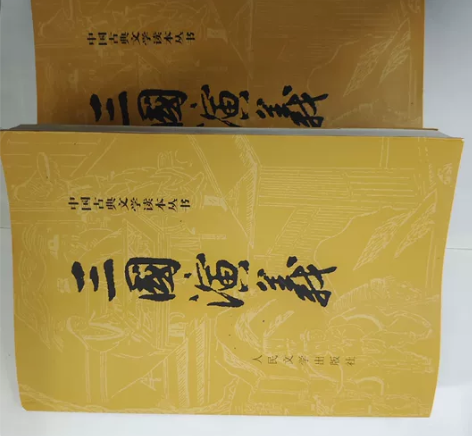 中国古典文学读本丛书
三國演義
中国古典文学读本丛书
三國演義
人民文学出版社